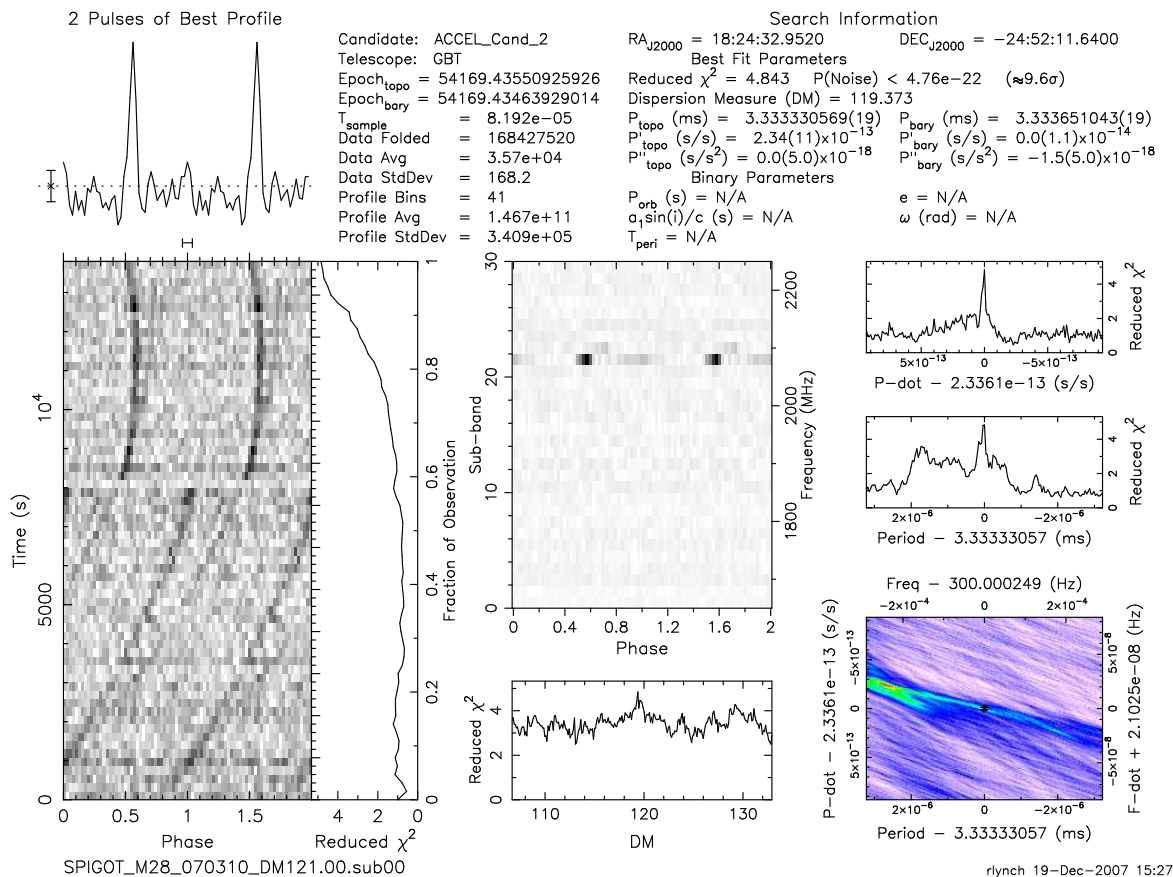 2 Pulses of Best Profile
Search Information
Candidate: ACCEL_Cand_2
Telescope: GBT
Epoch_topo = 54169.43550925926
Epoch_bary = 54169.43463929014
T_sample = 8.192e-05
Data Folded = 168427520
Data Avg = 3.57e+04
Data StdDev = 168.2
Profile Bins = 41
Profile Avg = 1.467e+11
Profile StdDev = 3.409e+05
RA_J2000 = 18:24:32.9520 DEC_J2000 = −24:52:11.6400
Best Fit Parameters
Reduced χ² = 4.843 P(Noise) < 4.76e−22 (≈9.6σ)
Dispersion Measure (DM) = 119.373
P_topo (ms) = 3.333330569(19) P_bary (ms) = 3.333651043(19)
P'_topo (s/s) = 2.34(11)x10⁻¹³ P'_bary (s/s) = 0.0(1.1)x10⁻¹⁴
P''_topo (s/s²) = 0.0(5.0)x10⁻¹⁸ P''_bary (s/s²) = −1.5(5.0)x10⁻¹⁸
Binary Parameters
P_orb (s) = N/A e = N/A
a₁sin(i)/c (s) = N/A ω (rad) = N/A
T_peri = N/A
Time (s)
0 5000 10⁴
0 0.5 1 1.5
Phase
4 2 0
Reduced χ²
0 0.2 0.4 0.6 0.8 1
Fraction of Observation
Sub−band
0 10 20 30
1800 2000 2200
Frequency (MHz)
0 0.4 0.8 1.2 1.6 2
Phase
Reduced χ²
0 2 4
110 120 130
DM
0 2 4
Reduced χ²
5×10⁻¹³ 0 −5×10⁻¹³
P−dot − 2.3361e−13 (s/s)
0 2 4
Reduced χ²
2×10⁻⁶ 0 −2×10⁻⁶
Period − 3.33333057 (ms)
Freq − 300.000249 (Hz)
−2×10⁻⁴ 0 2×10⁻⁴
P−dot − 2.3361e−13 (s/s)
−5×10⁻¹³ 0 5×10⁻¹³
5×10⁻⁸ 0 −5×10⁻⁸
F−dot + 2.1025e−08 (Hz)
2×10⁻⁶ 0 −2×10⁻⁶
Period − 3.33333057 (ms)
SPIGOT_M28_070310_DM121.00.sub00
rlynch 19−Dec−2007 15:27